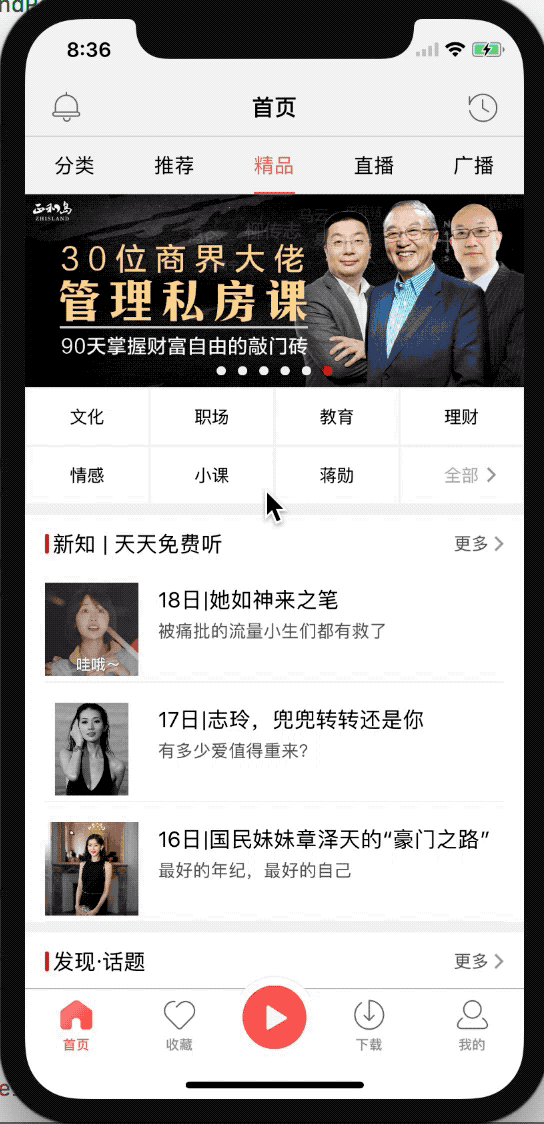 8:36
首页
分类
推荐
精品
直播
广播
正和岛
ZHISLAND
30位商界大佬
管理私房课
90天掌握财富自由的敲门砖
文化
职场
教育
理财
情感
小课
蒋勋
全部
新知 | 天天免费听
更多
18日|她如神来之笔
被痛批的流量小生们都有救了
哇哦～
17日|志玲，兜兜转转还是你
有多少爱值得重来?
16日|国民妹妹章泽天的“豪门之路”
最好的年纪，最好的自己
发现·话题
更多
首页
收藏
下载
我的